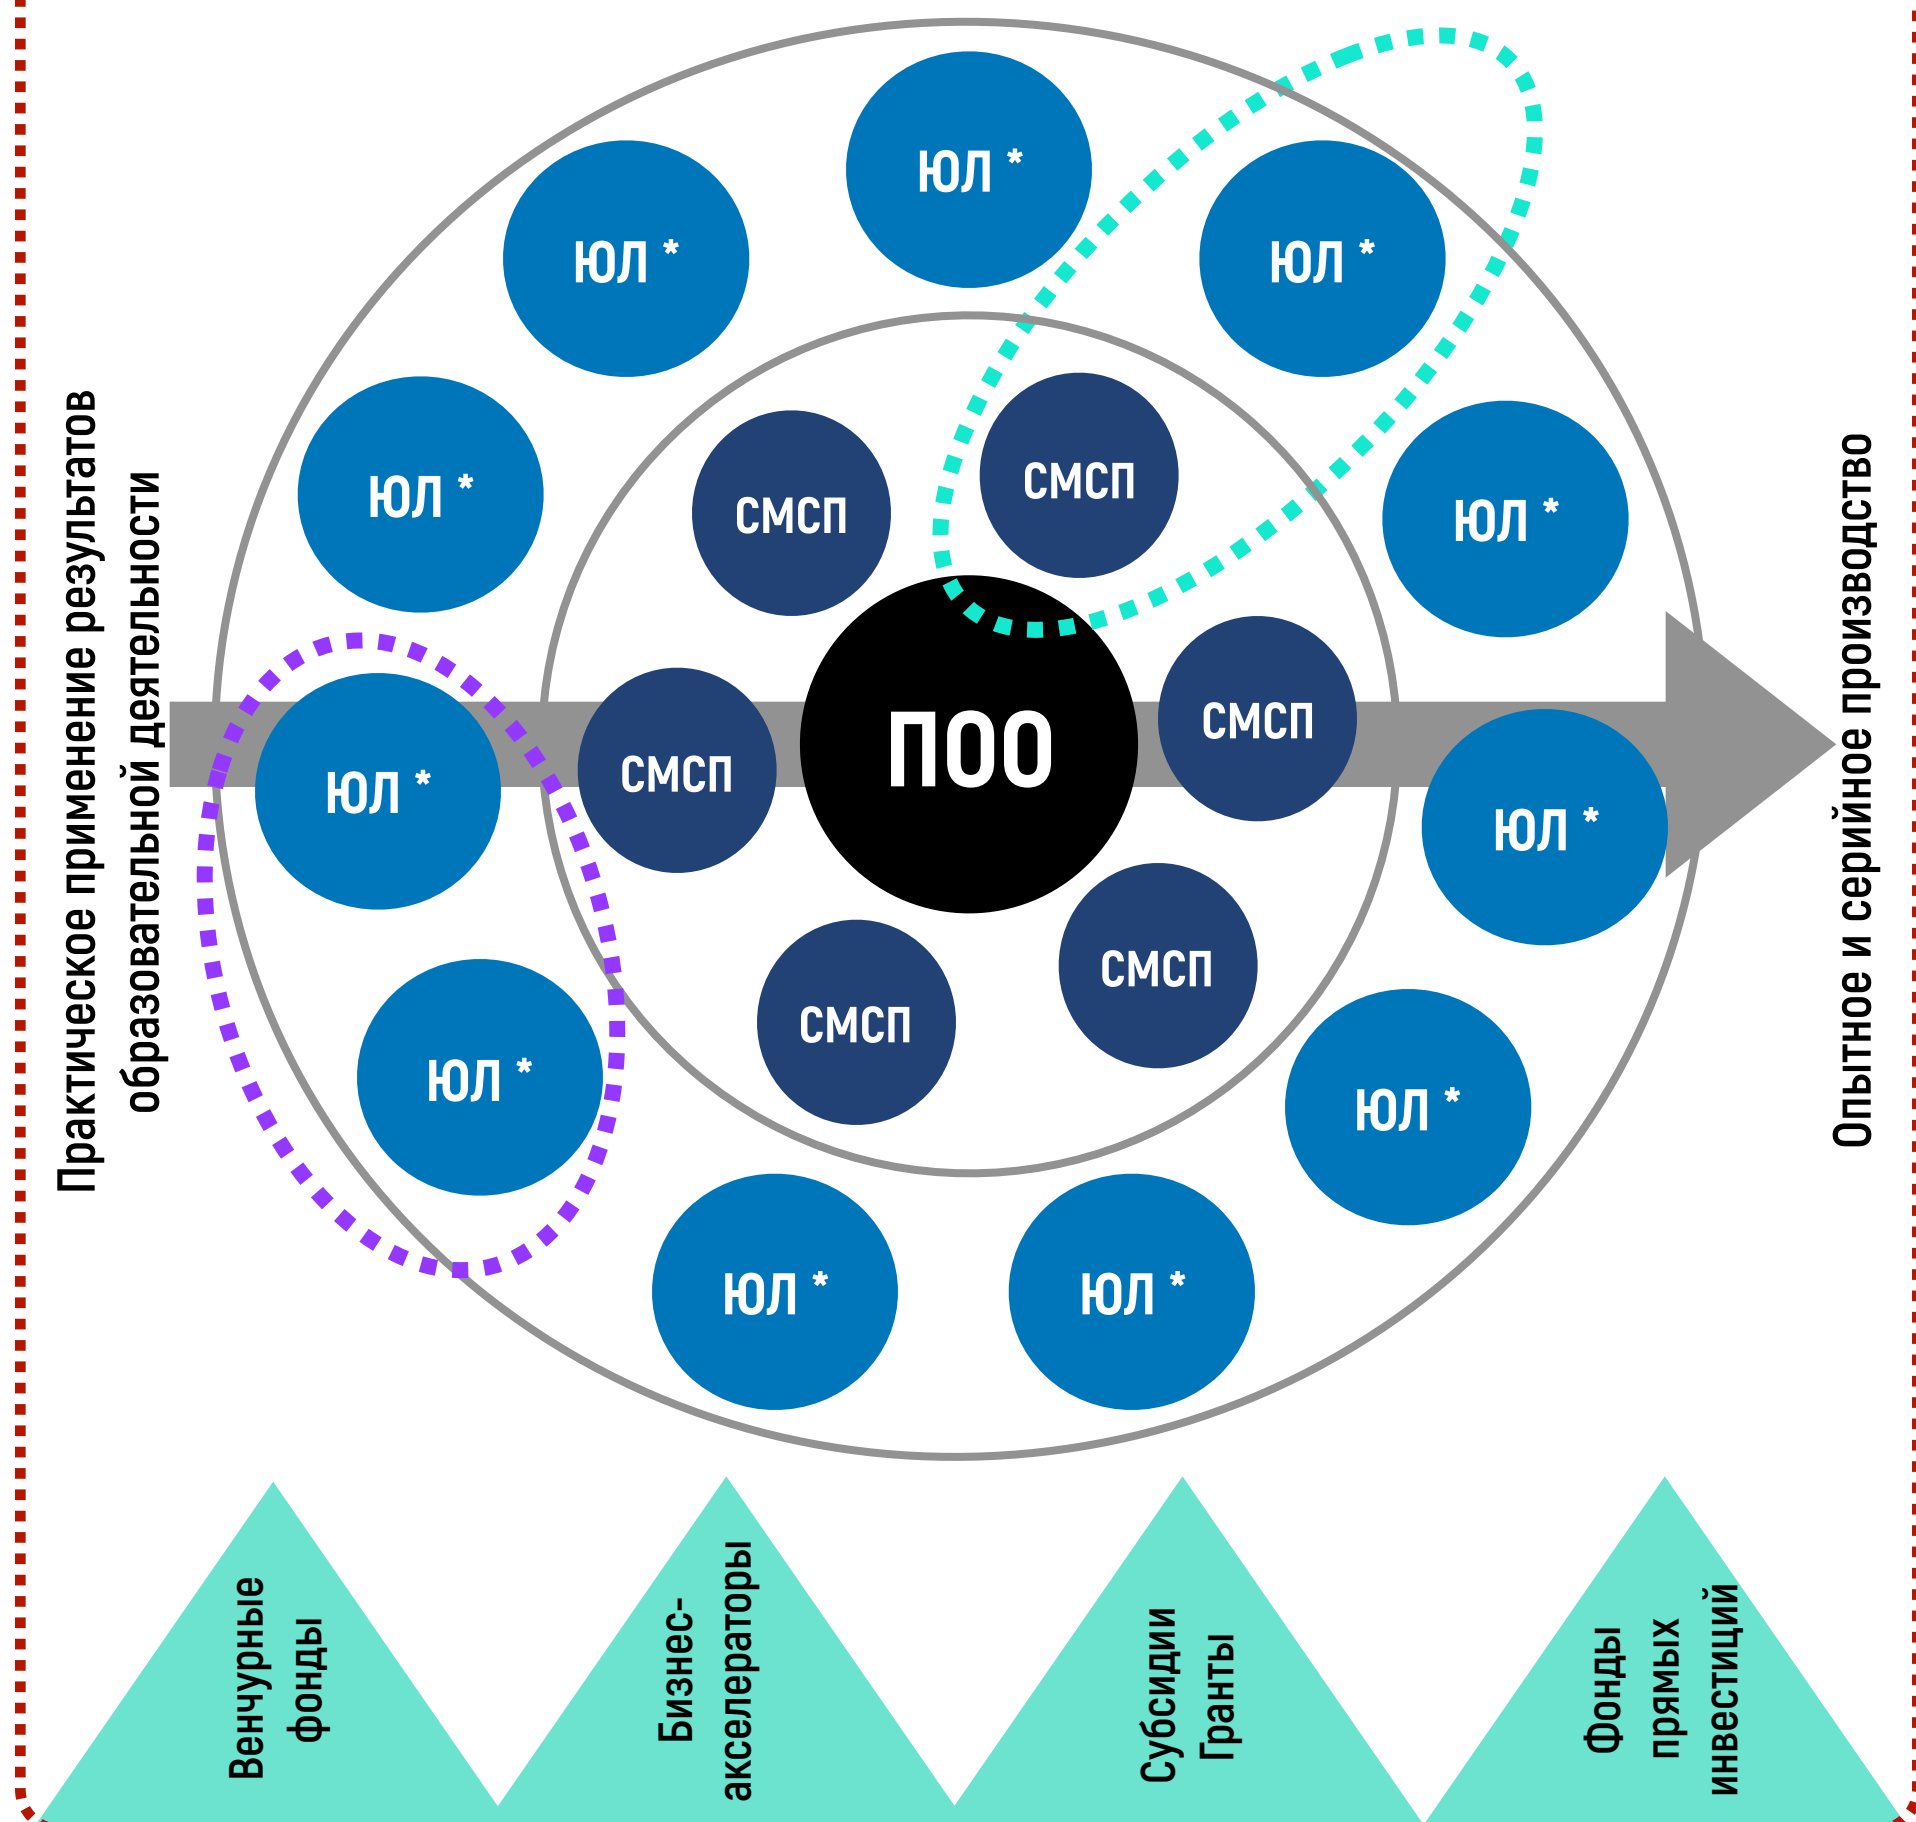 Практическое применение результатов
образовательной деятельности
ЮЛ *
ЮЛ *
ЮЛ *
ЮЛ *
ЮЛ *
СМСП
СМСП
СМСП
СМСП
ПОО
ЮЛ *
ЮЛ *
СМСП
СМСП
ЮЛ *
ЮЛ *
ЮЛ *
ЮЛ *
Опытное и серийное производство
Венчурные
фонды
Бизнес-
акселераторы
Субсидии
Гранты
Фонды
прямых
инвестиций